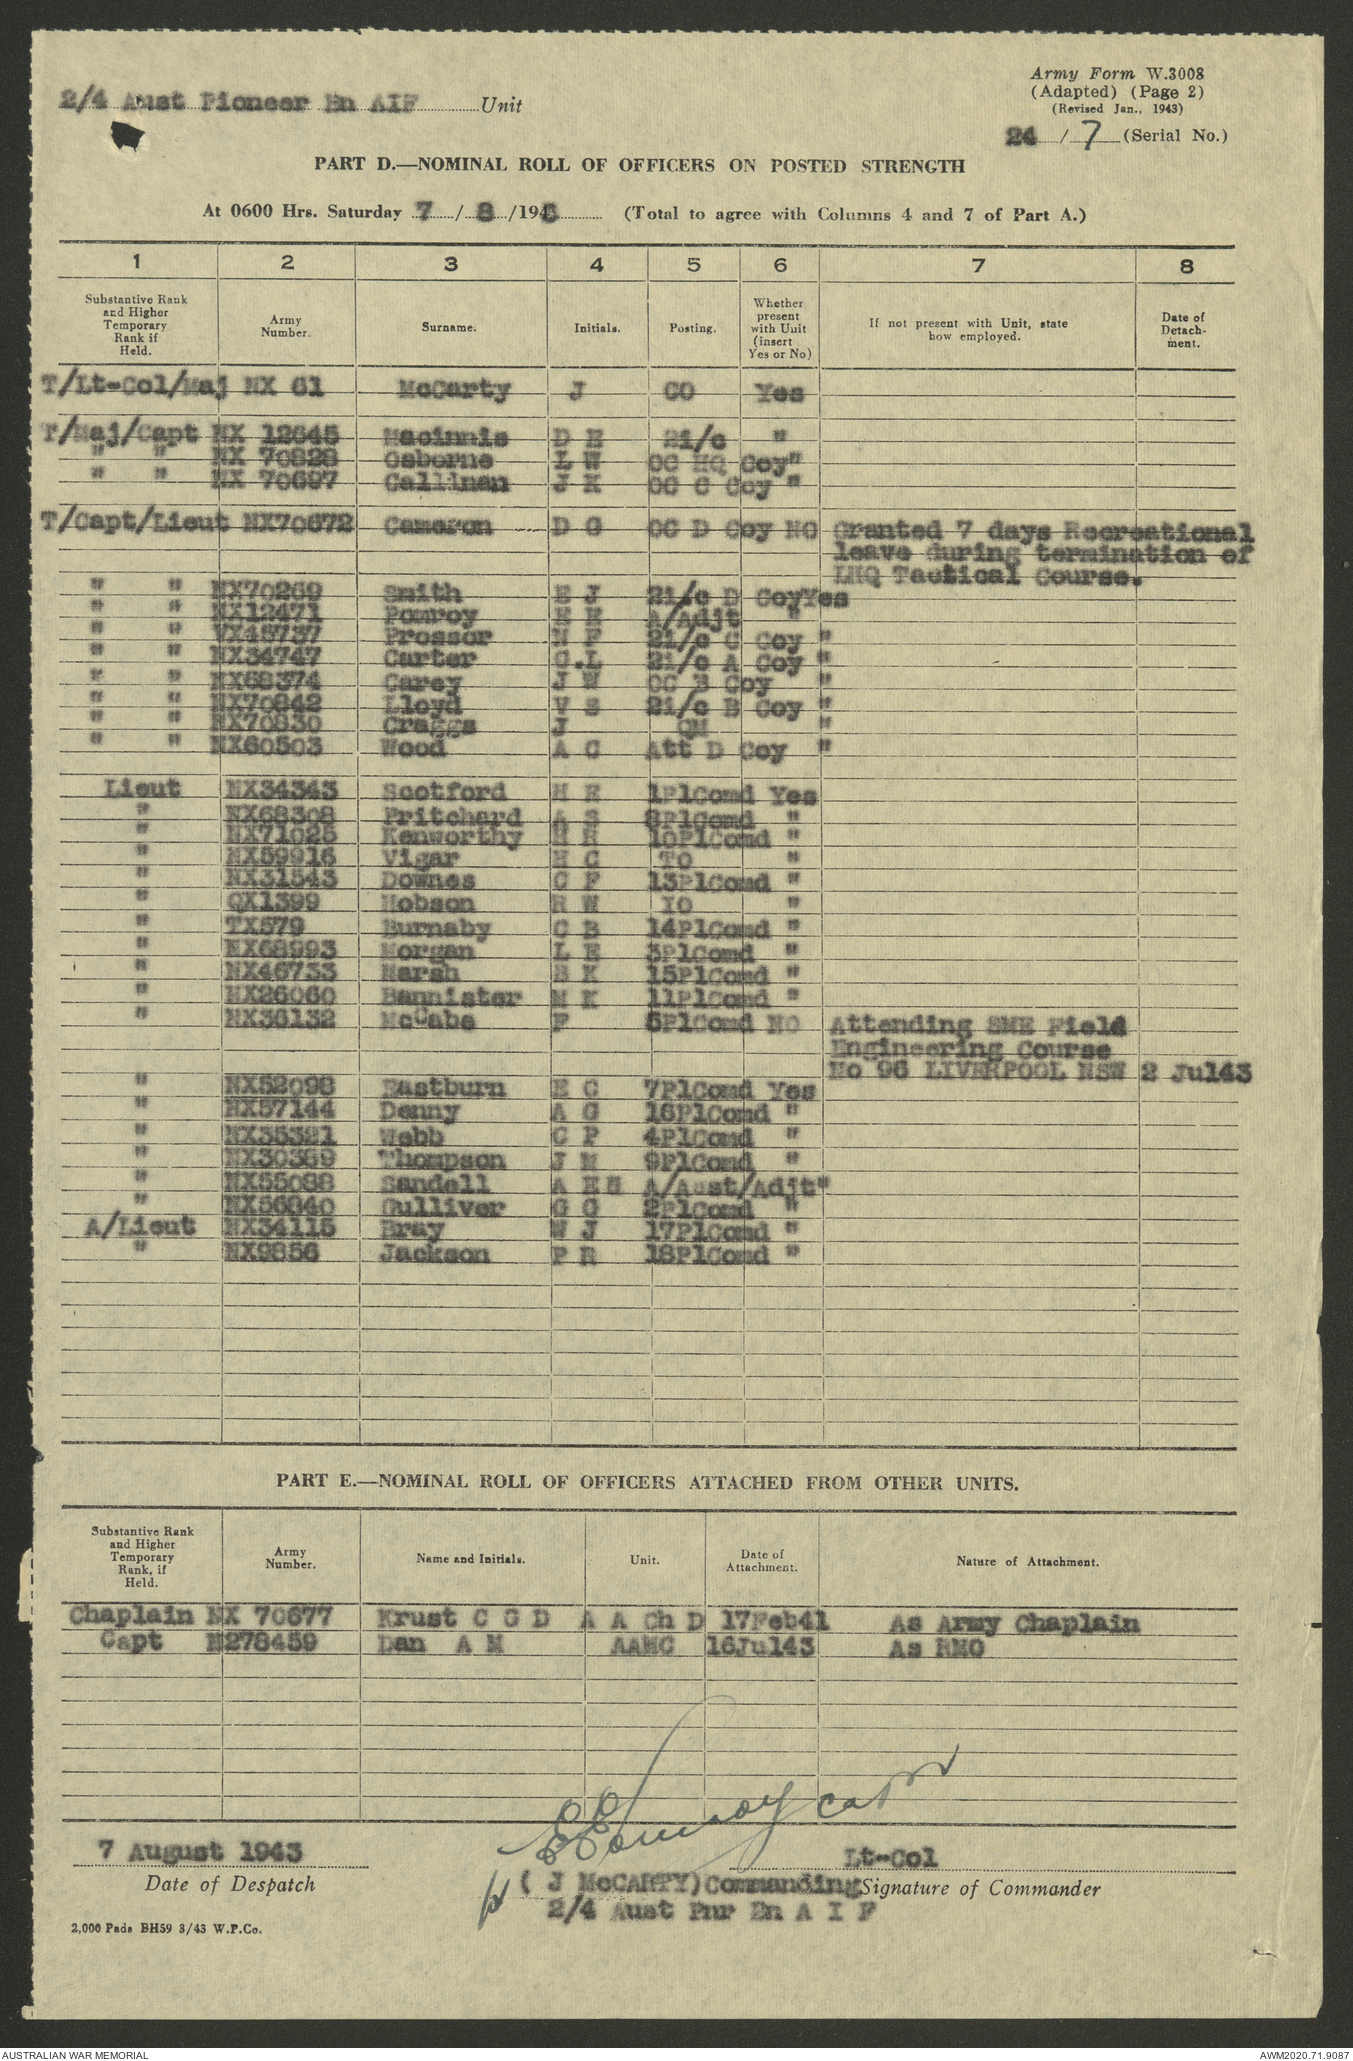 2/4 Aust Pioneer Bn AIF Unit
Army Form W.3008
(Adapted) (Page 2)
(Revised Jan., 1943)
24 / 7 (Serial No.)
PART D.—NOMINAL ROLL OF OFFICERS ON POSTED STRENGTH
At 0600 Hrs. Saturday 7 / 8 /1943 (Total to agree with Columns 4 and 7 of Part A.)
1 2 3 4 5 6 7 8
Substantive Rank and Higher Temporary Rank if Held. Army Number. Surname. Initials. Posting. Whether present with Unit (insert Yes or No) If not present with Unit, state how employed. Date of Detach-ment.
T/Lt-Col/Maj NX 61 McCarty J CO Yes
T/Maj/Capt NX 12645 Macinnis D H 2i/c "
" " NX 70828 Osborne L W OC HQ Coy "
" " NX 70697 Callinan J K OC C Coy "
T/Capt/Lieut NX70672 Cameron D G OC D Coy NO Granted 7 days Recreational
leave during termination of
LHQ Tactical Course.
" " NX70269 Smith E J 2i/c D Coy Yes
" " NX12471 Pomroy E E A/Adjt "
" " VX45737 Prossor N F 2i/c C Coy "
" " NX34747 Carter C.L 2i/c A Coy "
" " NX68374 Carey J W OC B Coy "
" " NX70842 Lloyd V S 2i/c B Coy "
" " NX70830 Craggs J QM "
" " NX60503 Wood A C Att D Coy "
Lieut NX34343 Scotford H E 1PlComd Yes
" NX68308 Pritchard A S 8PlComd "
" NX71025 Kenworthy H R 10PlComd "
" NX59916 Vigar H C TO "
" NX31543 Downes C F 13PlComd "
" QX1399 Hobson R W IO "
" TX579 Burnaby C B 14PlComd "
" NX68993 Morgan L E 3PlComd "
" NX46733 Marsh B K 15PlComd "
" NX26060 Bannister M K 11PlComd "
" NX36132 McCabe F 5PlComd NO Attending SME Field
Engineering Course
No 96 LIVERPOOL NSW 2 Jul43
" NX52098 Eastburn E C 7PlComd Yes
" NX57144 Denny A G 16PlComd "
" NX35321 Webb C P 4PlComd "
" NX30369 Thompson J M 9PlComd "
" NX55088 Sandell A E G A/Asst/Adjt "
" NX56840 Gulliver G G 2PlComd "
A/Lieut NX34115 Bray W J 17PlComd "
" NX9856 Jackson P R 18PlComd "
PART E.—NOMINAL ROLL OF OFFICERS ATTACHED FROM OTHER UNITS.
Substantive Rank and Higher Temporary Rank, if Held. Army Number. Name and Initials. Unit. Date of Attachment. Nature of Attachment.
Chaplain NX 70677 Krust C G D A A Ch D 17Feb41 As Army Chaplain
Capt N278459 Dan A M AAMC 16Jul43 As RMO
EEPomroy Capt
7 August 1943 Lt-Col
Date of Despatch ( J McCARTY) Commanding Signature of Commander
2/4 Aust Pnr Bn A I F
2,000 Pads BH59 3/43 W.P.Co.
AUSTRALIAN WAR MEMORIAL AWM2020.71.9087